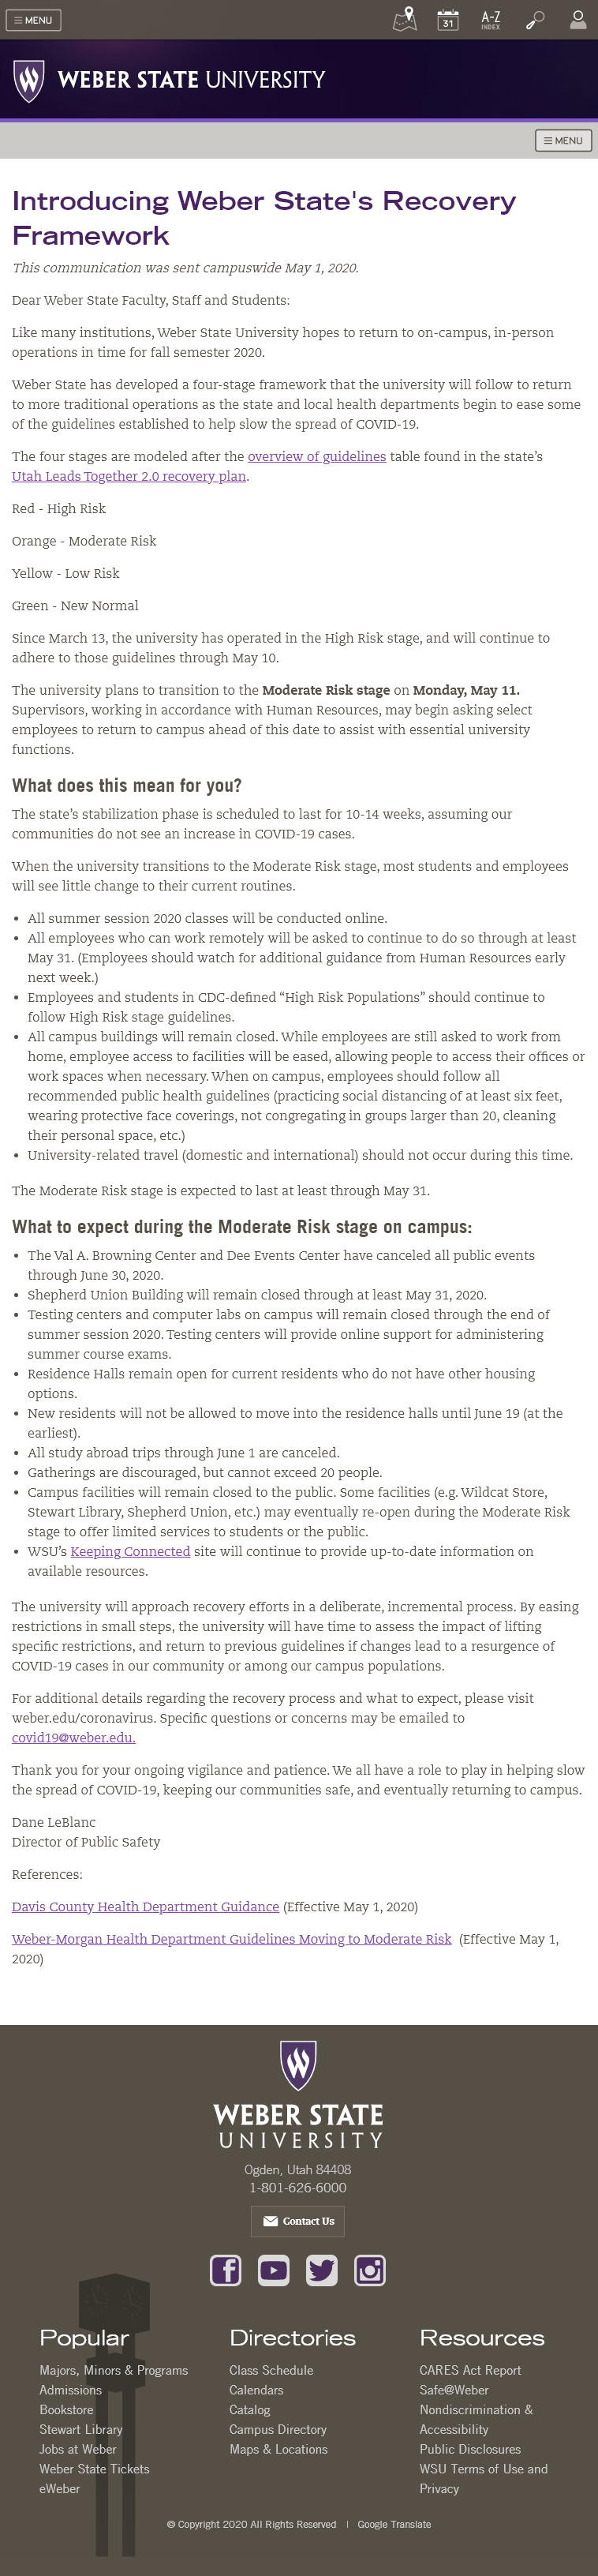 MENU
31
A-Z
INDEX
WEBER STATE UNIVERSITY
MENU
Introducing Weber State's Recovery
Framework
This communication was sent campuswide May 1, 2020.
Dear Weber State Faculty, Staff and Students:
Like many institutions, Weber State University hopes to return to on-campus, in-person
operations in time for fall semester 2020.
Weber State has developed a four-stage framework that the university will follow to return
to more traditional operations as the state and local health departments begin to ease some
of the guidelines established to help slow the spread of COVID-19.
The four stages are modeled after the overview of guidelines table found in the state’s
Utah Leads Together 2.0 recovery plan.
Red - High Risk
Orange - Moderate Risk
Yellow - Low Risk
Green - New Normal
Since March 13, the university has operated in the High Risk stage, and will continue to
adhere to those guidelines through May 10.
The university plans to transition to the Moderate Risk stage on Monday, May 11.
Supervisors, working in accordance with Human Resources, may begin asking select
employees to return to campus ahead of this date to assist with essential university
functions.
What does this mean for you?
The state’s stabilization phase is scheduled to last for 10-14 weeks, assuming our
communities do not see an increase in COVID-19 cases.
When the university transitions to the Moderate Risk stage, most students and employees
will see little change to their current routines.
• All summer session 2020 classes will be conducted online.
• All employees who can work remotely will be asked to continue to do so through at least
May 31. (Employees should watch for additional guidance from Human Resources early
next week.)
• Employees and students in CDC-defined “High Risk Populations” should continue to
follow High Risk stage guidelines.
• All campus buildings will remain closed. While employees are still asked to work from
home, employee access to facilities will be eased, allowing people to access their offices or
work spaces when necessary. When on campus, employees should follow all
recommended public health guidelines (practicing social distancing of at least six feet,
wearing protective face coverings, not congregating in groups larger than 20, cleaning
their personal space, etc.)
• University-related travel (domestic and international) should not occur during this time.
The Moderate Risk stage is expected to last at least through May 31.
What to expect during the Moderate Risk stage on campus:
• The Val A. Browning Center and Dee Events Center have canceled all public events
through June 30, 2020.
• Shepherd Union Building will remain closed through at least May 31, 2020.
• Testing centers and computer labs on campus will remain closed through the end of
summer session 2020. Testing centers will provide online support for administering
summer course exams.
• Residence Halls remain open for current residents who do not have other housing
options.
• New residents will not be allowed to move into the residence halls until June 19 (at the
earliest).
• All study abroad trips through June 1 are canceled.
• Gatherings are discouraged, but cannot exceed 20 people.
• Campus facilities will remain closed to the public. Some facilities (e.g. Wildcat Store,
Stewart Library, Shepherd Union, etc.) may eventually re-open during the Moderate Risk
stage to offer limited services to students or the public.
• WSU’s Keeping Connected site will continue to provide up-to-date information on
available resources.
The university will approach recovery efforts in a deliberate, incremental process. By easing
restrictions in small steps, the university will have time to assess the impact of lifting
specific restrictions, and return to previous guidelines if changes lead to a resurgence of
COVID-19 cases in our community or among our campus populations.
For additional details regarding the recovery process and what to expect, please visit
weber.edu/coronavirus. Specific questions or concerns may be emailed to
covid19@weber.edu.
Thank you for your ongoing vigilance and patience. We all have a role to play in helping slow
the spread of COVID-19, keeping our communities safe, and eventually returning to campus.
Dane LeBlanc
Director of Public Safety
References:
Davis County Health Department Guidance (Effective May 1, 2020)
Weber-Morgan Health Department Guidelines Moving to Moderate Risk (Effective May 1,
2020)
WEBER STATE
UNIVERSITY
Ogden, Utah 84408
1-801-626-6000
Contact Us
Popular
Majors, Minors & Programs
Admissions
Bookstore
Stewart Library
Jobs at Weber
Weber State Tickets
eWeber
Directories
Class Schedule
Calendars
Catalog
Campus Directory
Maps & Locations
Resources
CARES Act Report
Safe@Weber
Nondiscrimination &
Accessibility
Public Disclosures
WSU Terms of Use and
Privacy
© Copyright 2020 All Rights Reserved | Google Translate